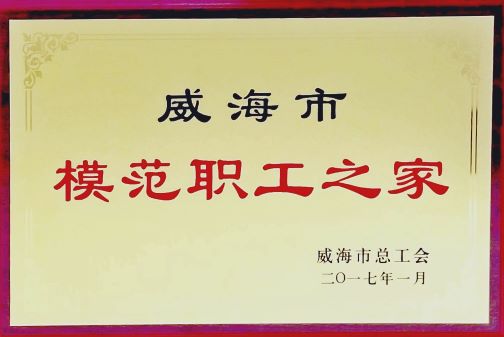 威海市
模范职工之家
威海市总工会
二〇一七年一月